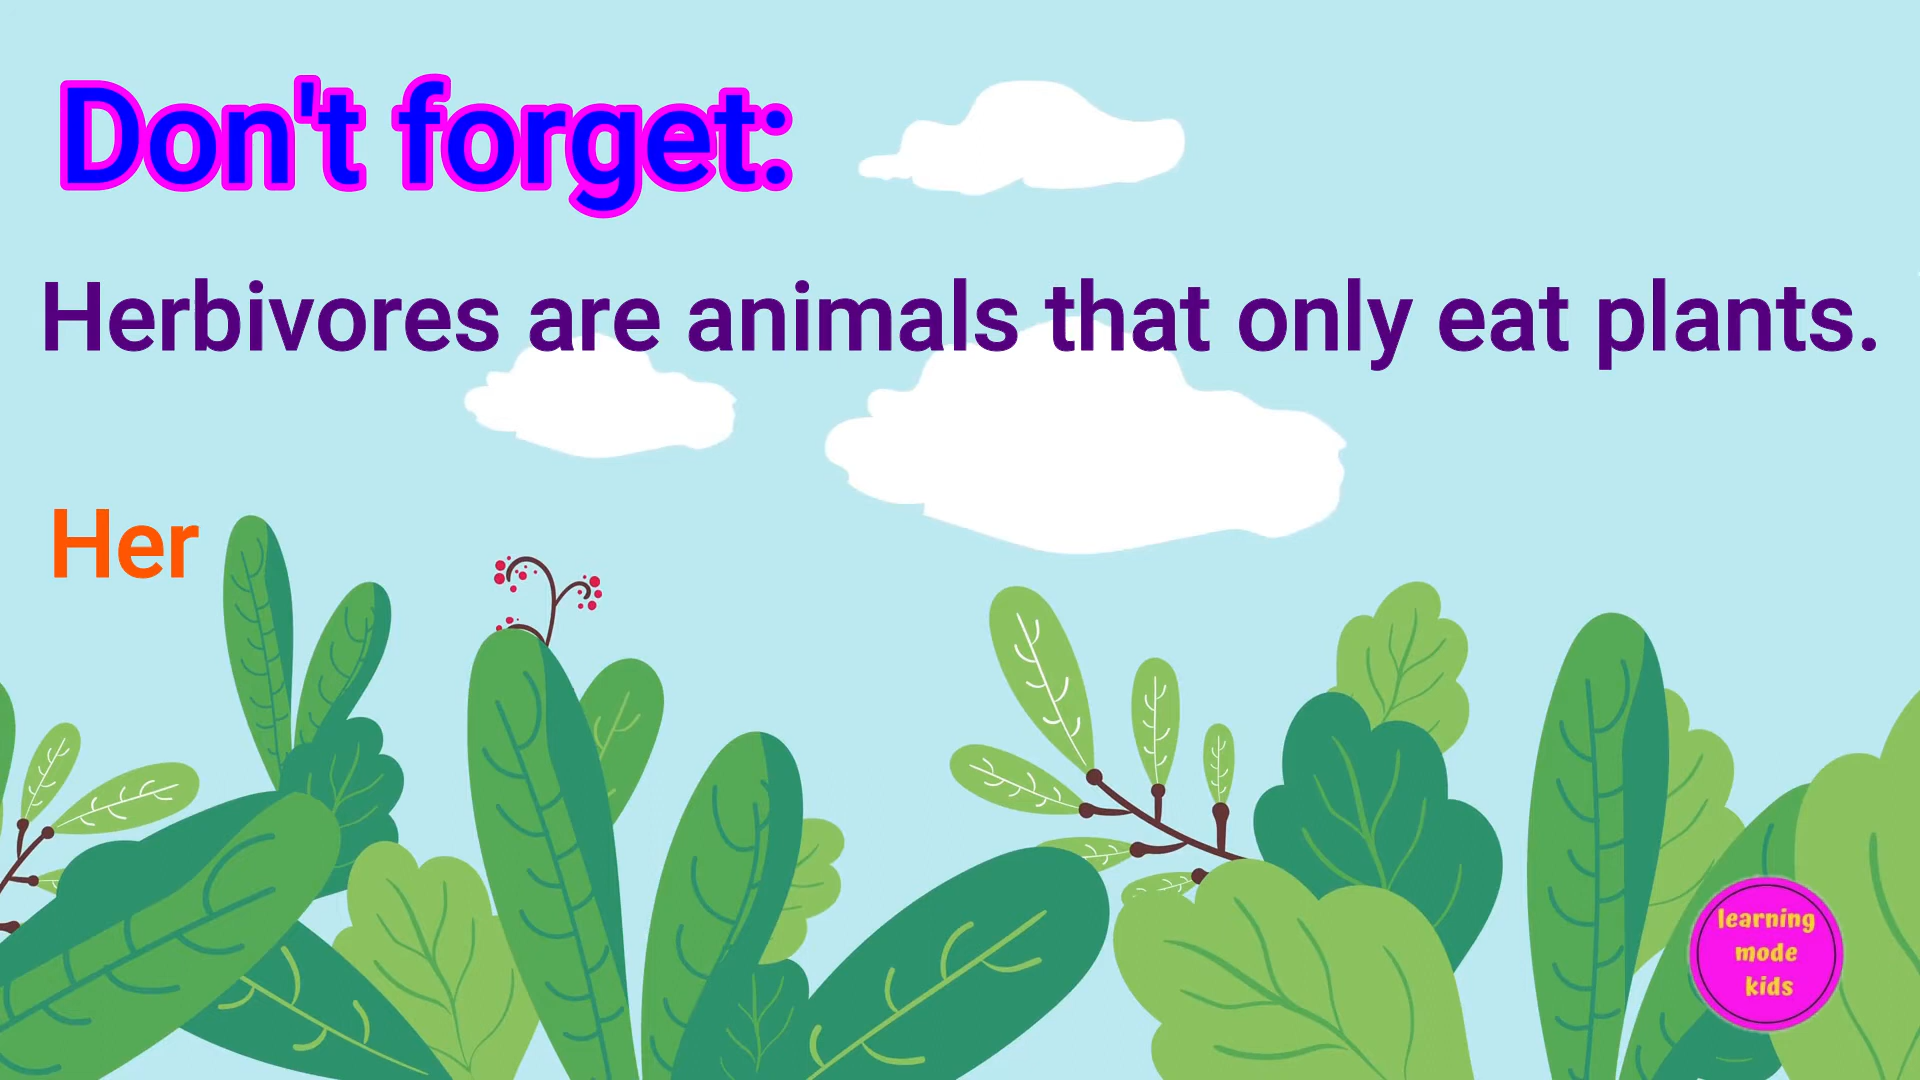 Don't forget:
Herbivores are animals that only eat plants.
Her
learning
mode
kids